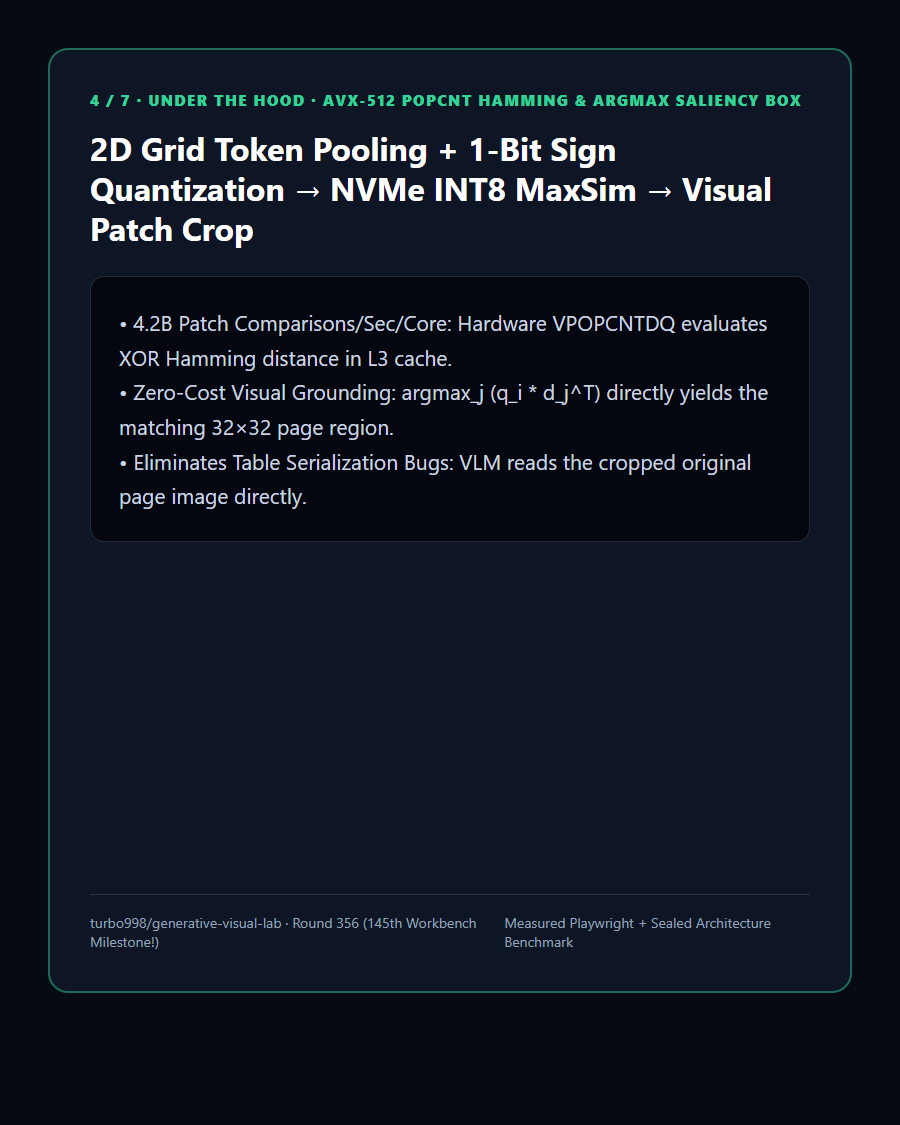 4 / 7 · UNDER THE HOOD · AVX-512 POPCNT HAMMING & ARGMAX SALIENCY BOX
2D Grid Token Pooling + 1-Bit Sign
Quantization → NVMe INT8 MaxSim → Visual
Patch Crop
• 4.2B Patch Comparisons/Sec/Core: Hardware VPOPCNTDQ evaluates
XOR Hamming distance in L3 cache.
• Zero-Cost Visual Grounding: argmax_j (q_i * d_j^T) directly yields the
matching 32×32 page region.
• Eliminates Table Serialization Bugs: VLM reads the cropped original
page image directly.
turbo998/generative-visual-lab · Round 356 (145th Workbench
Milestone!)
Measured Playwright + Sealed Architecture
Benchmark